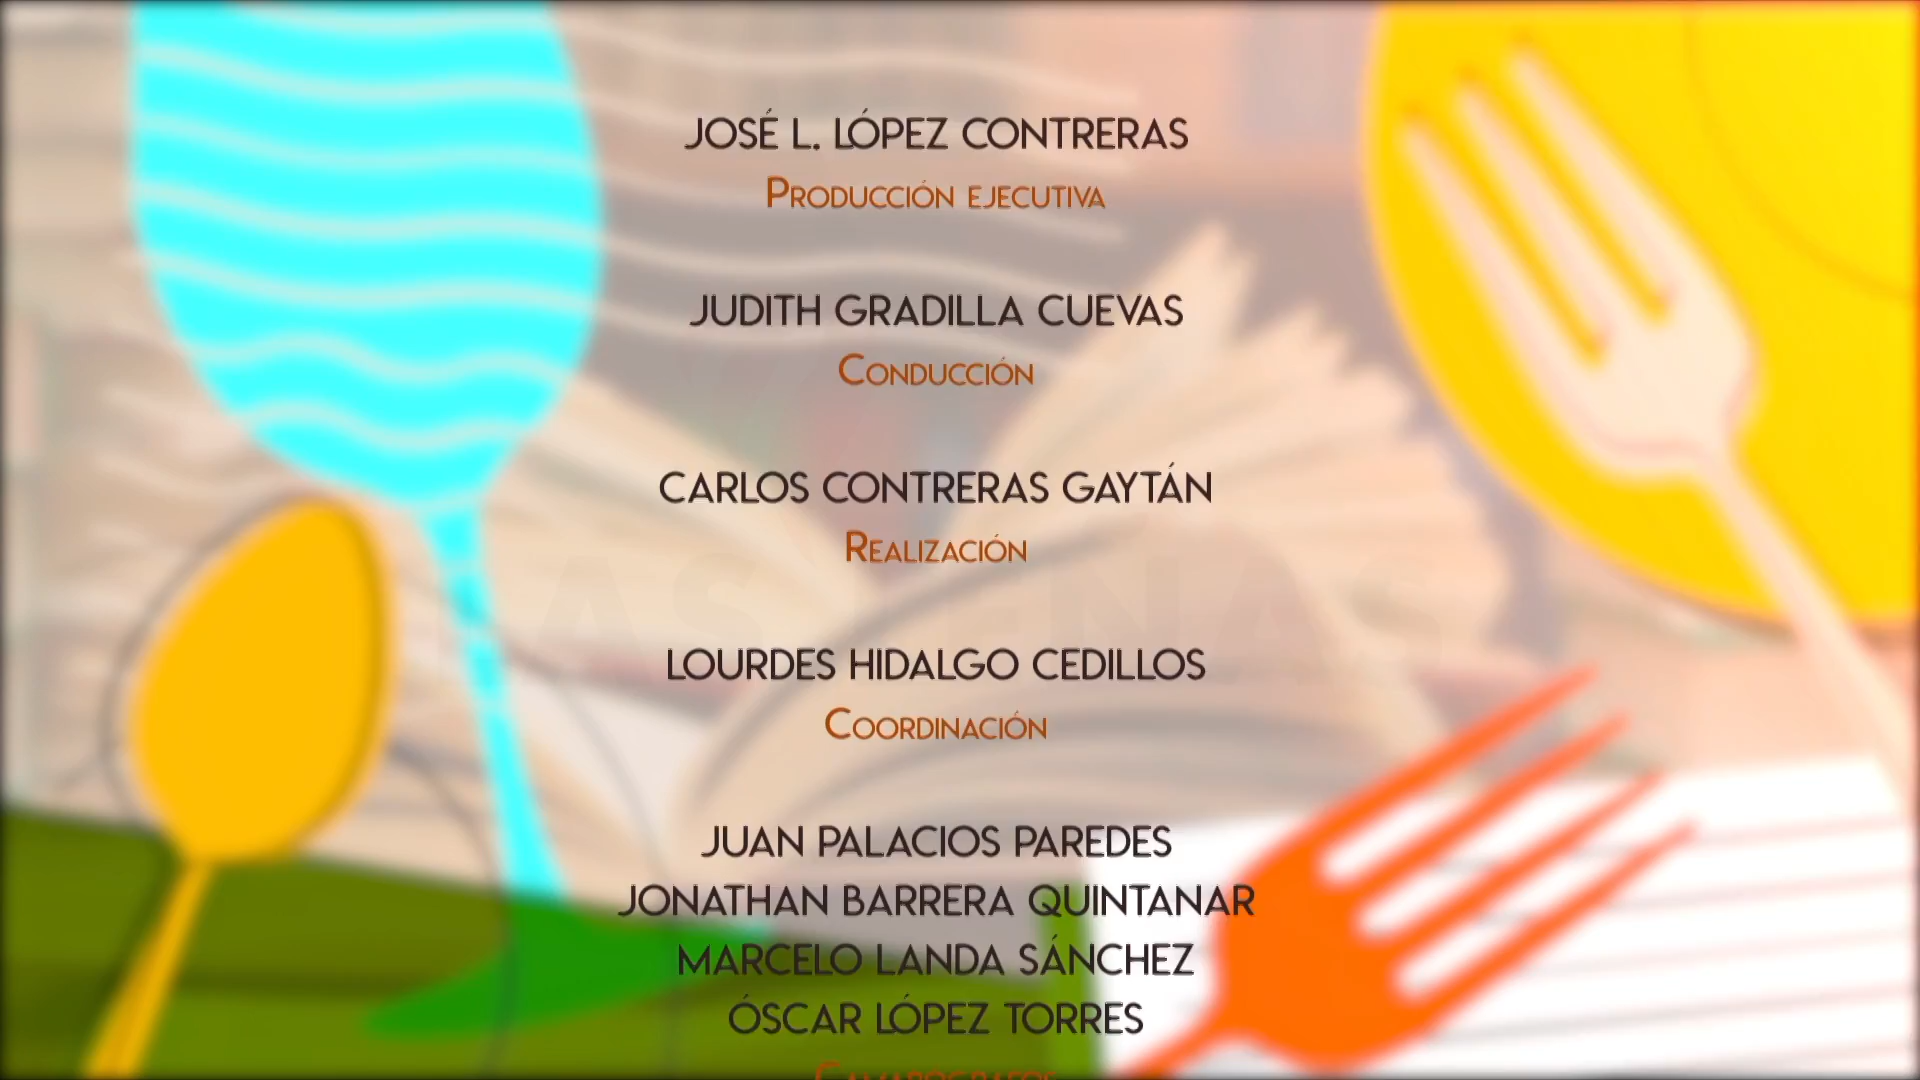 JOSÉ L. LÓPEZ CONTRERAS
Producción ejecutiva
JUDITH GRADILLA CUEVAS
Conducción
CARLOS CONTRERAS GAYTÁN
Realización
LOURDES HIDALGO CEDILLOS
Coordinación
JUAN PALACIOS PAREDES
JONATHAN BARRERA QUINTANAR
MARCELO LANDA SÁNCHEZ
ÓSCAR LÓPEZ TORRES